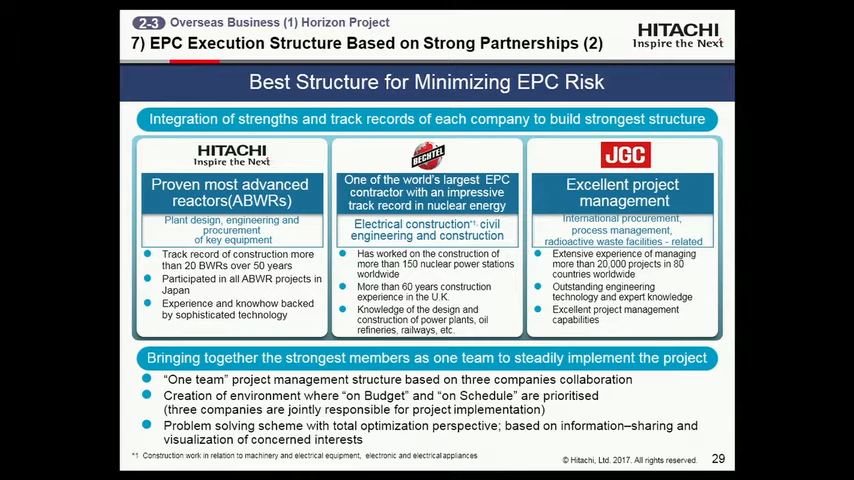 2-3 Overseas Business (1) Horizon Project
7) EPC Execution Structure Based on Strong Partnerships (2)
HITACHI
Inspire the Next
Best Structure for Minimizing EPC Risk
Integration of strengths and track records of each company to build strongest structure
HITACHI
Inspire the Next
Proven most advanced
reactors(ABWRs)
Plant design, engineering and
procurement
of key equipment
Track record of construction more
than 20 BWRs over 50 years
Participated in all ABWR projects in
Japan
Experience and knowhow backed
by sophisticated technology
BECHTEL
One of the world's largest EPC
contractor with an impressive
track record in nuclear energy
Electrical construction*1, civil
engineering and construction
Has worked on the construction of
more than 150 nuclear power stations
worldwide
More than 60 years construction
experience in the U.K.
Knowledge of the design and
construction of power plants, oil
refineries, railways, etc.
JGC
Excellent project
management
International procurement,
process management,
radioactive waste facilities - related
Extensive experience of managing
more than 20,000 projects in 80
countries worldwide
Outstanding engineering
technology and expert knowledge
Excellent project management
capabilities
Bringing together the strongest members as one team to steadily implement the project
“One team” project management structure based on three companies collaboration
Creation of environment where “on Budget” and “on Schedule” are prioritised
(three companies are jointly responsible for project implementation)
Problem solving scheme with total optimization perspective; based on information–sharing and
visualization of concerned interests
*1 Construction work in relation to machinery and electrical equipment, electronic and electrical appliances
© Hitachi, Ltd. 2017. All rights reserved. 29